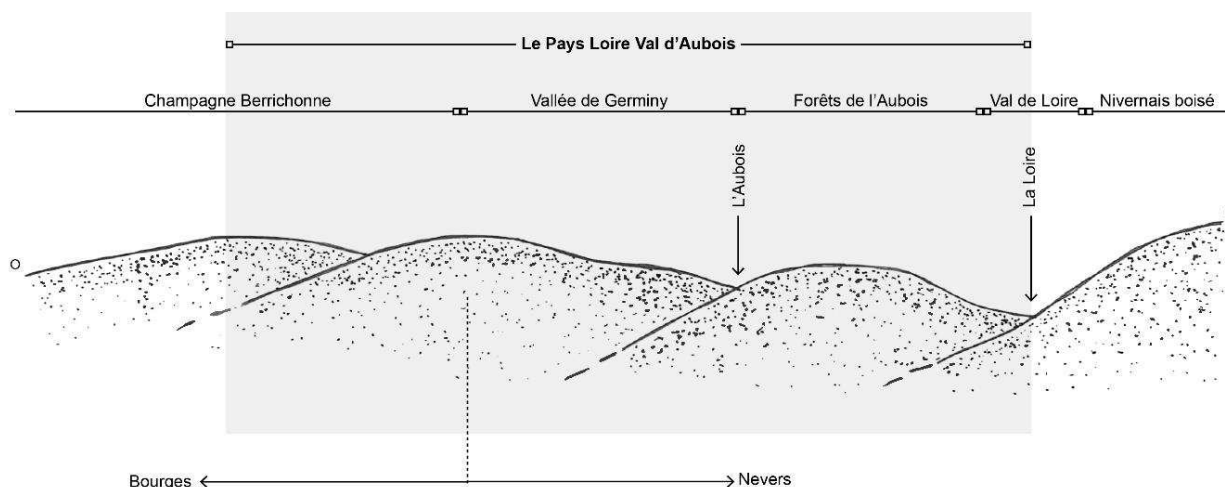 Le Pays Loire Val d'Aubois
Champagne Berrichonne
Vallée de Germiny
Forêts de l'Aubois
Val de Loire
Nivernais boisé
L'Aubois
La Loire
O
Bourges
Nevers